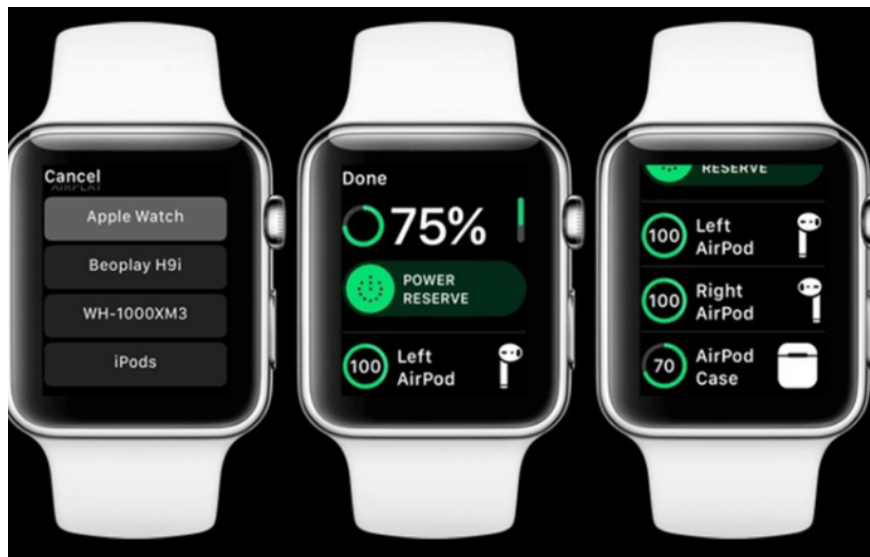 Cancel
AIRPLAY
Apple Watch
Beoplay H9i
WH-1000XM3
iPods
Done
75%
POWER
RESERVE
100
Left
AirPod
RESERVE
100
Left
AirPod
100
Right
AirPod
70
AirPod
Case